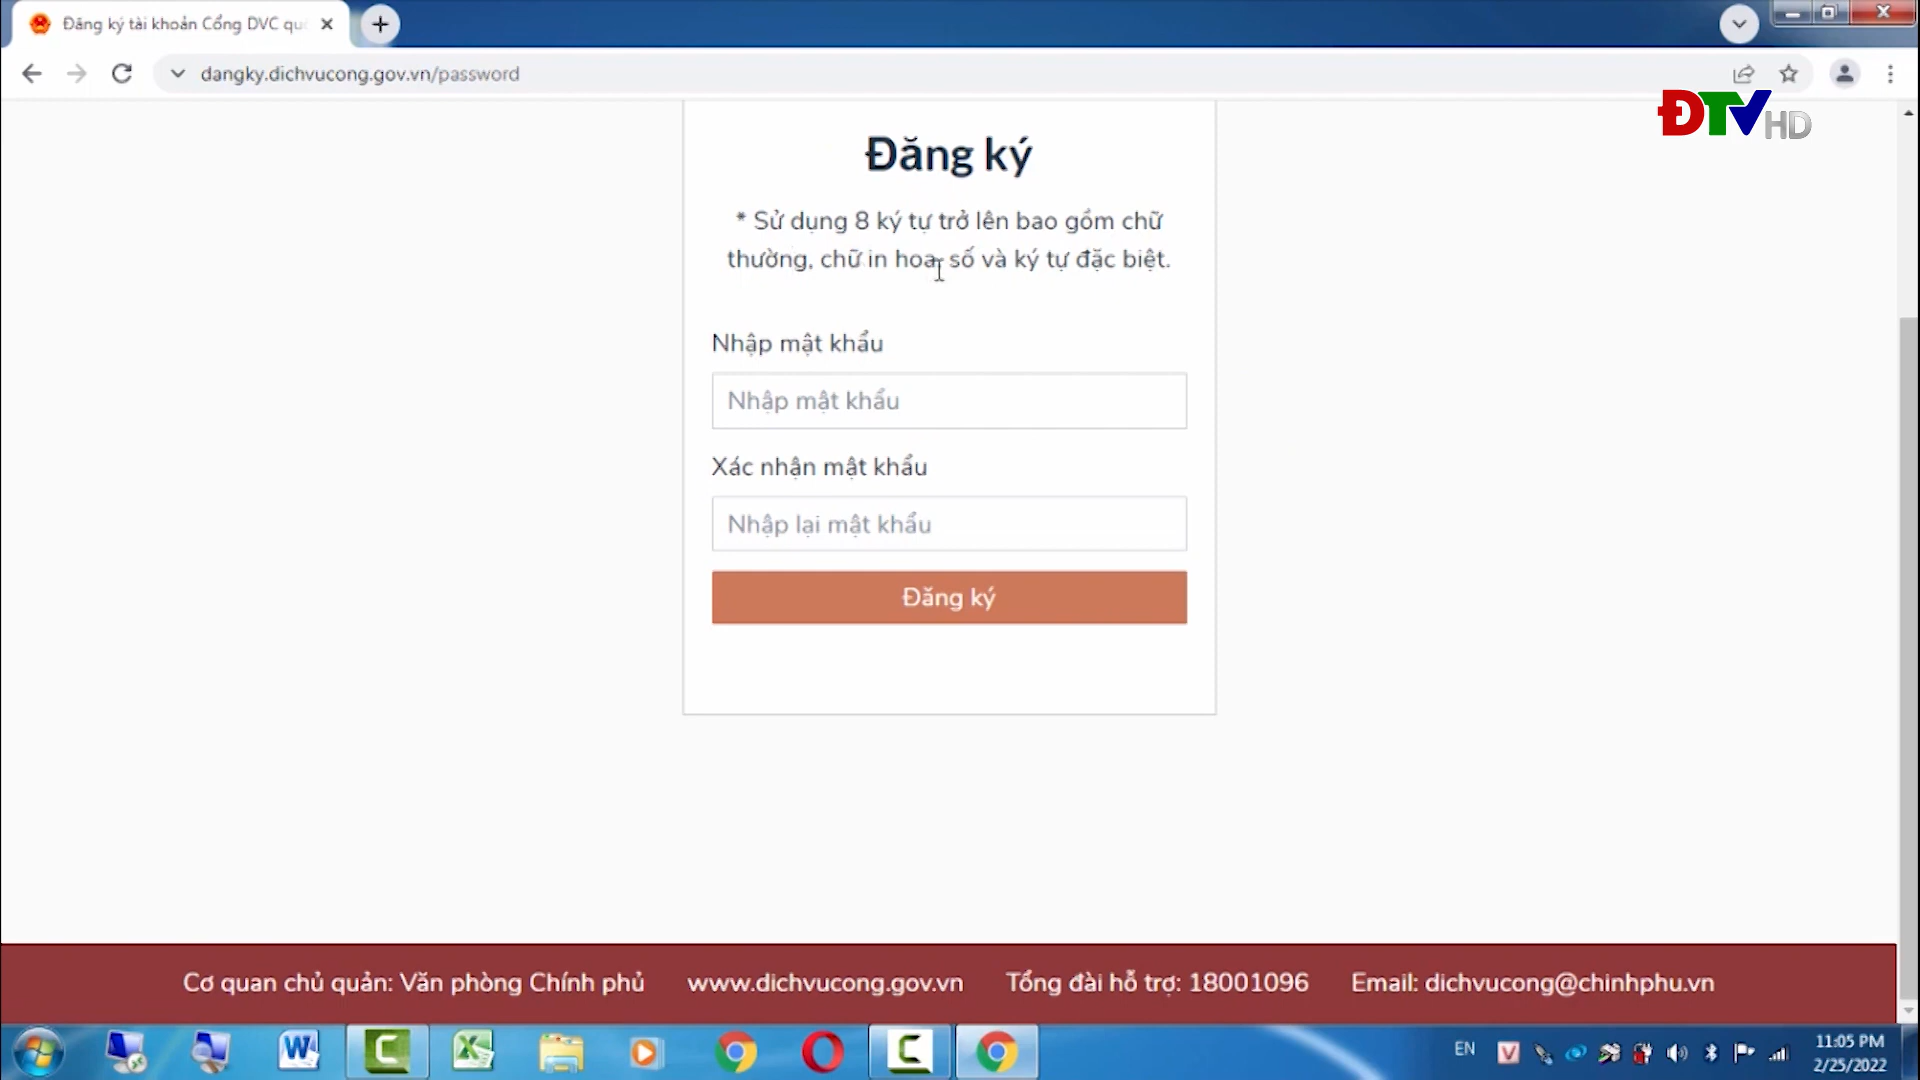 Đăng ký tài khoản Cổng DVC qu
dangky.dichvucong.gov.vn/password
ĐTV HD
Đăng ký
* Sử dụng 8 ký tự trở lên bao gồm chữ
thường, chữ in hoa, số và ký tự đặc biệt.
Nhập mật khẩu
Nhập mật khẩu
Xác nhận mật khẩu
Nhập lại mật khẩu
Đăng ký
Cơ quan chủ quản: Văn phòng Chính phủ www.dichvucong.gov.vn Tổng đài hỗ trợ: 18001096 Email: dichvucong@chinhphu.vn
EN
11:05 PM
2/25/2022